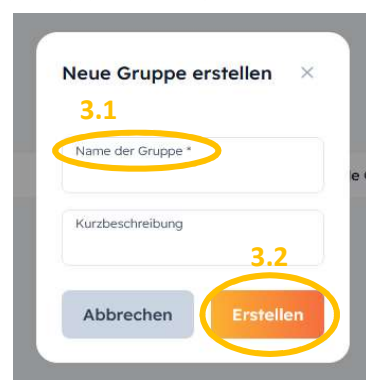 Neue Gruppe erstellen ×
3.1
Name der Gruppe *
Kurzbeschreibung
3.2
Abbrechen
Erstellen